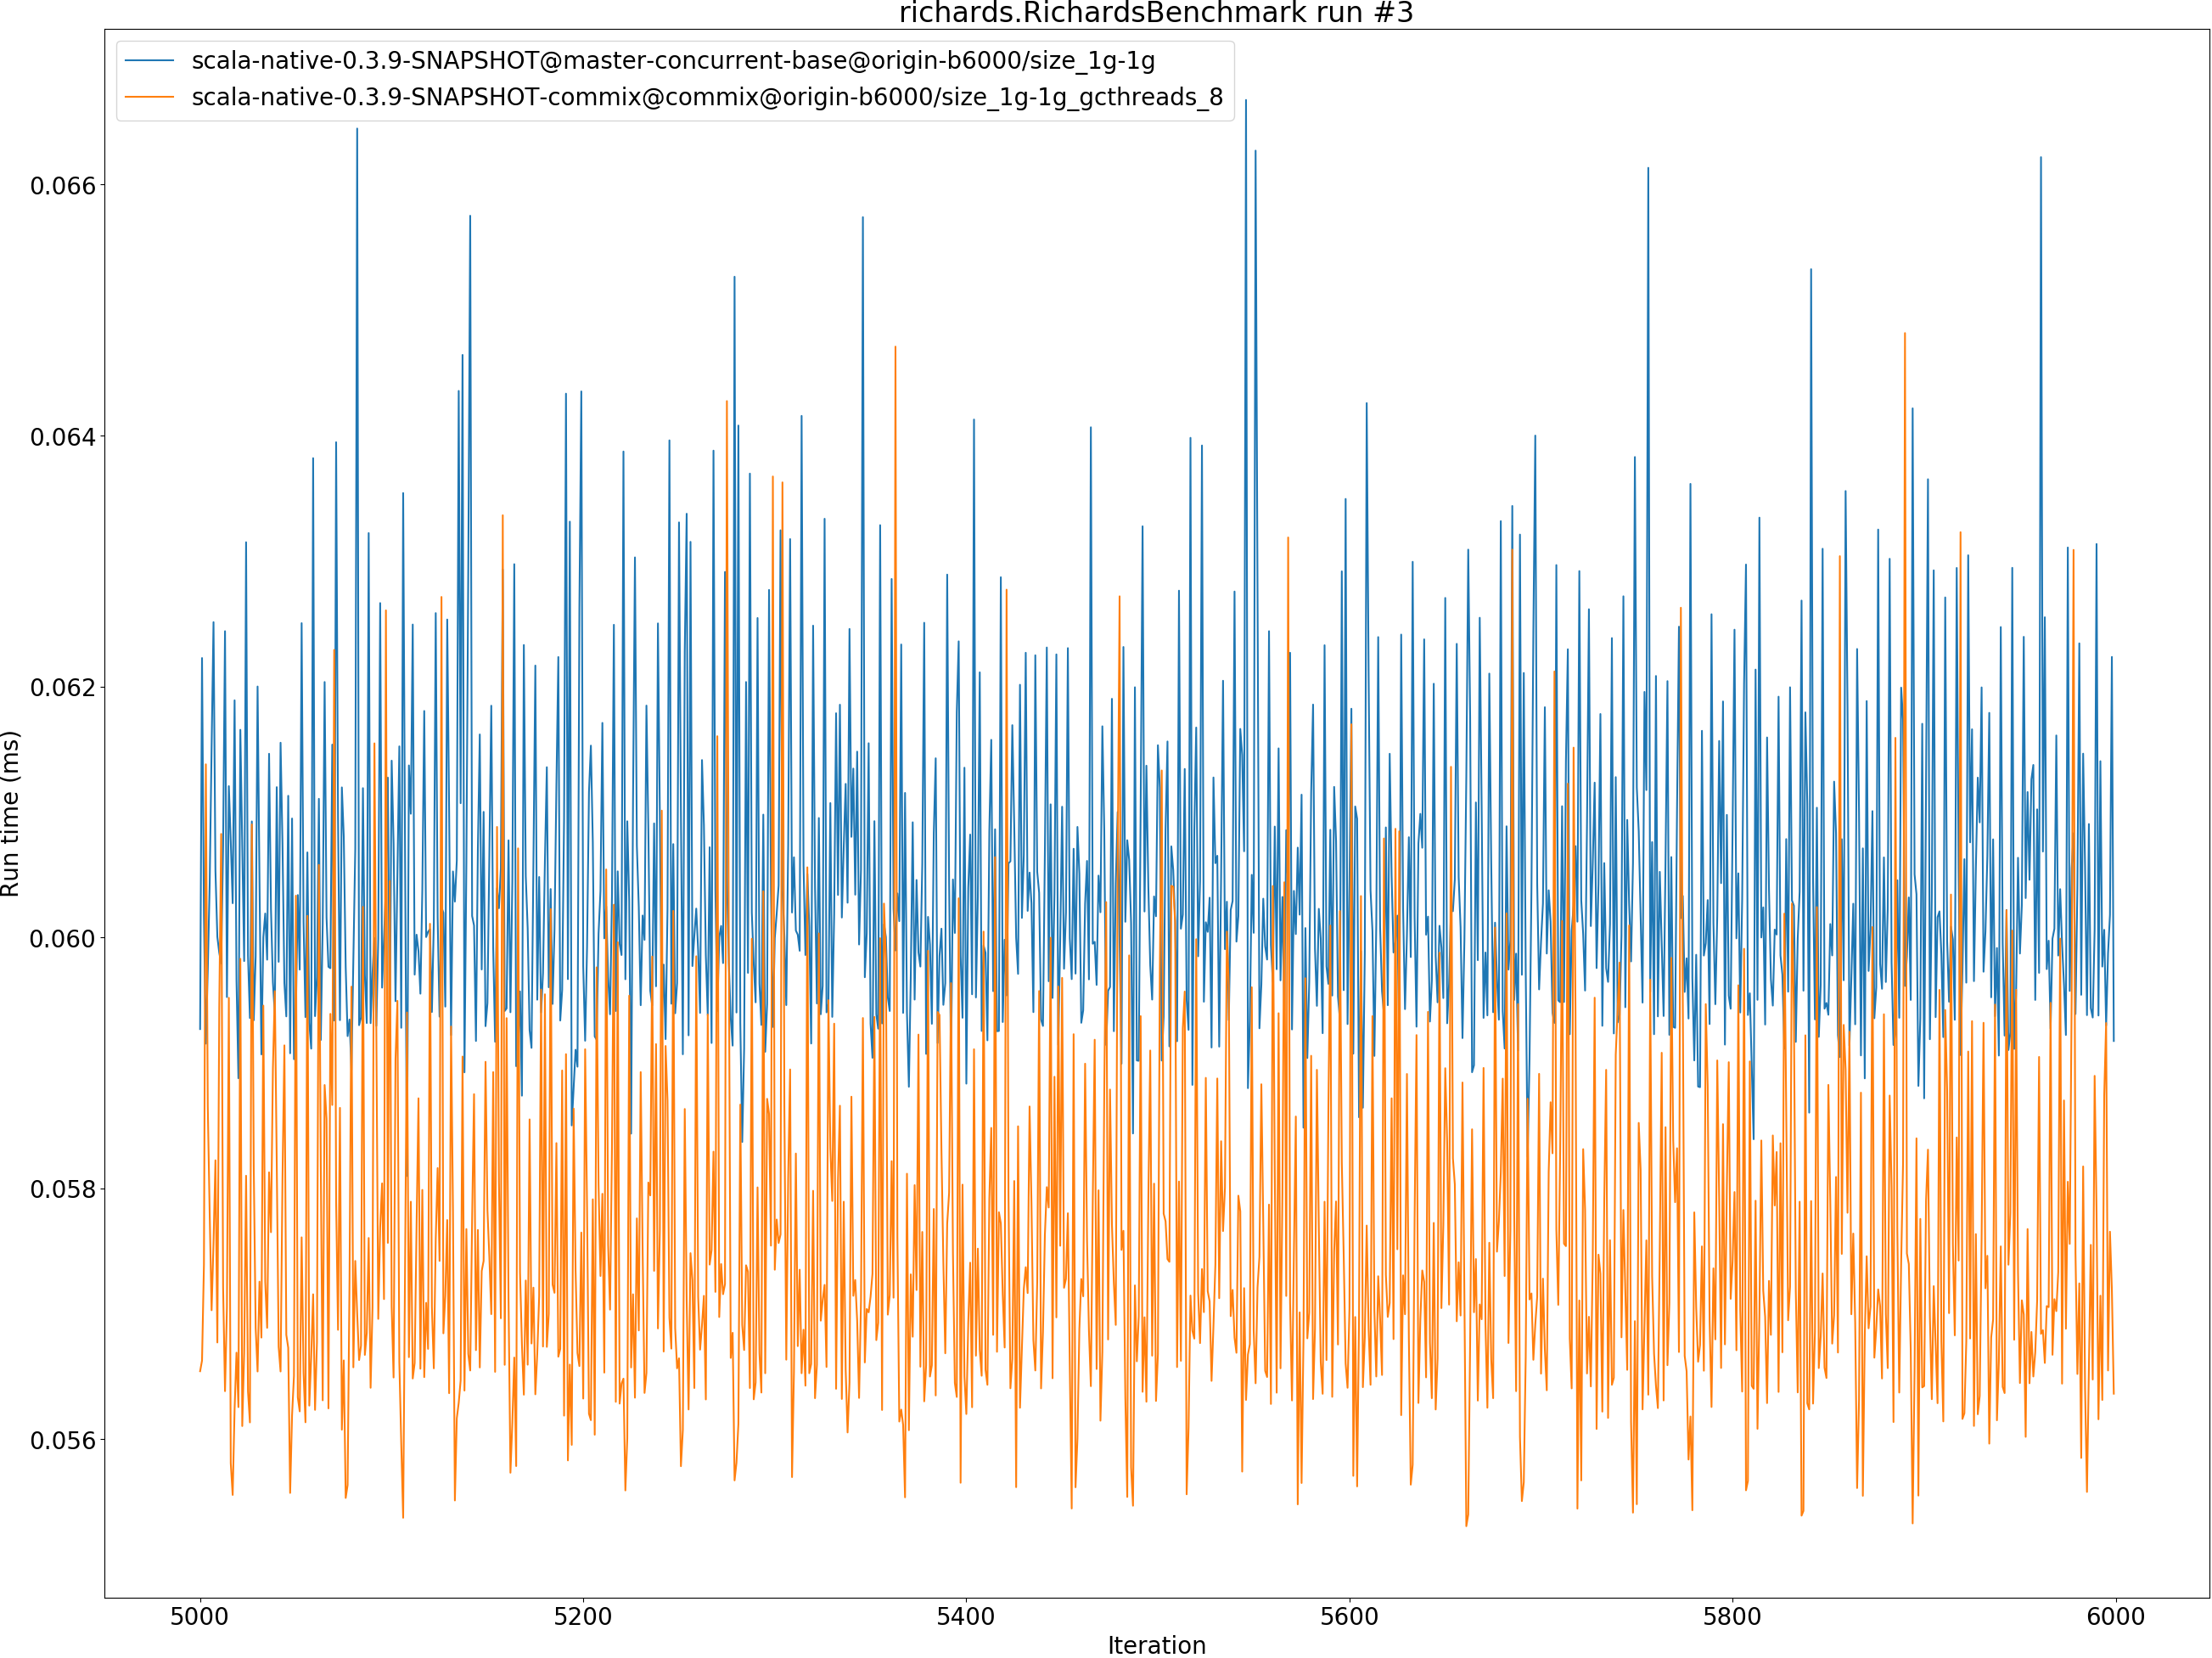 richards.RichardsBenchmark run #3
scala-native-0.3.9-SNAPSHOT@master-concurrent-base@origin-b6000/size_1g-1g
scala-native-0.3.9-SNAPSHOT-commix@commix@origin-b6000/size_1g-1g_gcthreads_8
Run time (ms)
0.066
0.064
0.062
0.060
0.058
0.056
5000 5200 5400 5600 5800 6000
Iteration